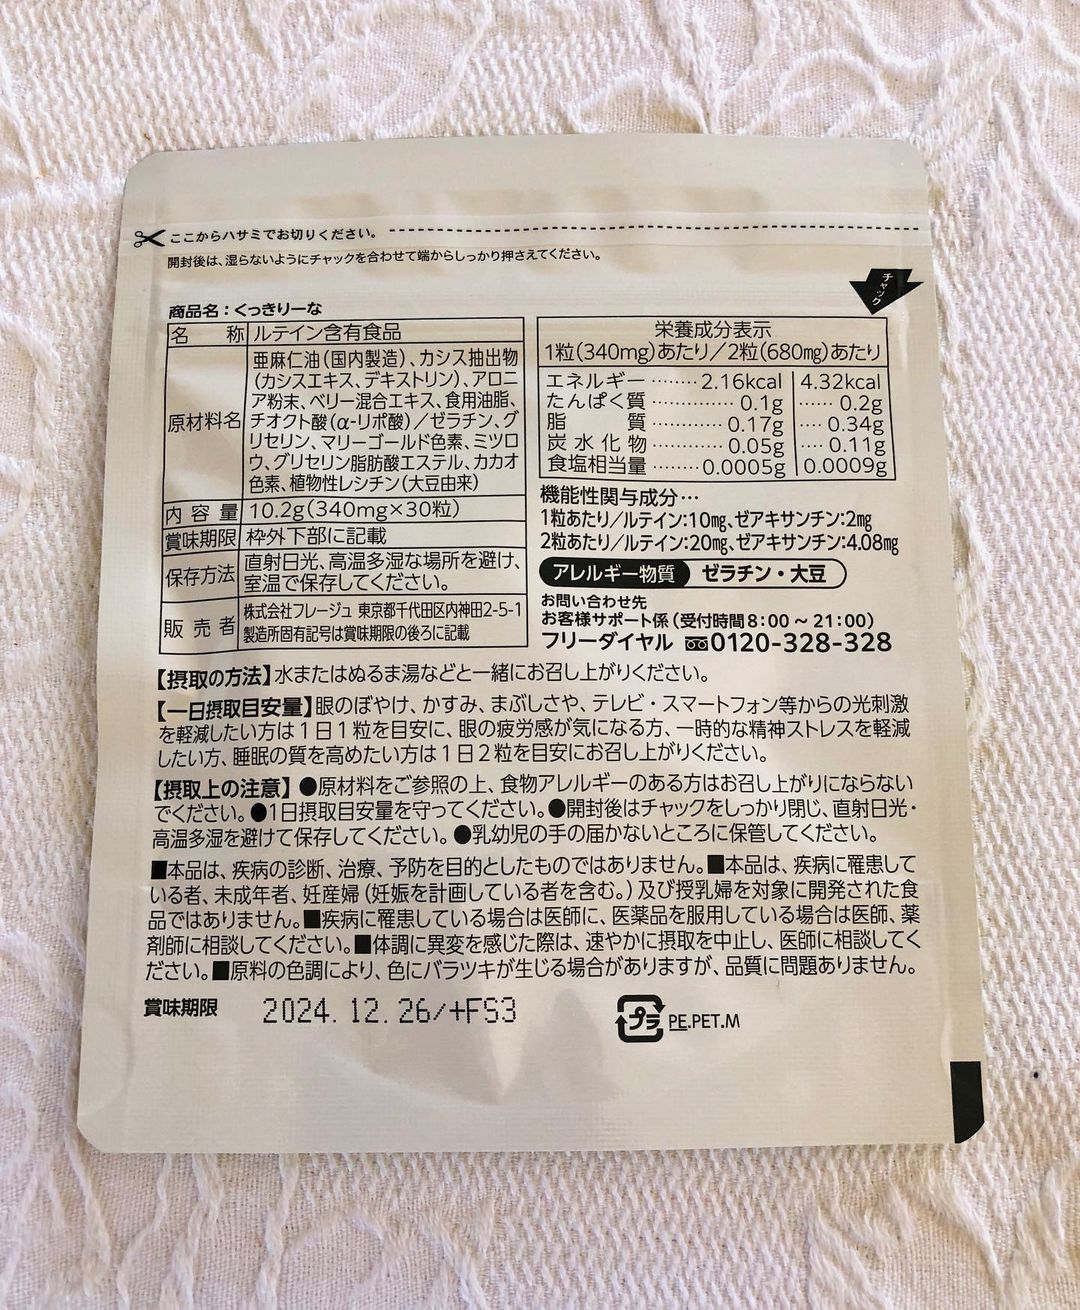 ここからハサミでお切りください。
開封後は、湿らないようにチャックを合わせて端からしっかり押さえてください。
チャック
商品名：くっきりーな
名 称 ルテイン含有食品
原材料名 亜麻仁油(国内製造)、カシス抽出物
(カシスエキス、デキストリン)、アロニ
ア粉末、ベリー混合エキス、食用油脂、
チオクト酸(α-リポ酸)／ゼラチン、グ
リセリン、マリーゴールド色素、ミツロ
ウ、グリセリン脂肪酸エステル、カカオ
色素、植物性レシチン(大豆由来)
内容量 10.2g(340mg×30粒)
賞味期限 枠外下部に記載
保存方法 直射日光、高温多湿な場所を避け、
室温で保存してください。
販売者 株式会社フレージュ 東京都千代田区内神田2-5-1
製造所固有記号は賞味期限の後ろに記載
栄養成分表示
1粒(340mg)あたり／2粒(680mg)あたり
エネルギー ········ 2.16kcal ······ 4.32kcal
たんぱく質 ············ 0.1g ······ 0.2g
脂 質 ············ 0.17g ···· 0.34g
炭水化物 ············ 0.05g ···· 0.11g
食塩相当量 ······· 0.0005g 0.0009g
機能性関与成分…
1粒あたり／ルテイン:10mg、ゼアキサンチン:2mg
2粒あたり／ルテイン:20mg、ゼアキサンチン:4.08mg
アレルギー物質 ゼラチン・大豆
お問い合わせ先
お客様サポート係(受付時間8:00～21:00)
フリーダイヤル 0120-328-328
【摂取の方法】水またはぬるま湯などと一緒にお召し上がりください。
【一日摂取目安量】眼のぼやけ、かすみ、まぶしさや、テレビ・スマートフォン等からの光刺激
を軽減したい方は1日1粒を目安に、眼の疲労感が気になる方、一時的な精神ストレスを軽減
したい方、睡眠の質を高めたい方は1日2粒を目安にお召し上がりください。
【摂取上の注意】●原材料をご参照の上、食物アレルギーのある方はお召し上がりにならない
でください。●1日摂取目安量を守ってください。●開封後はチャックをしっかり閉じ、直射日光・
高温多湿を避けて保存してください。●乳幼児の手の届かないところに保管してください。
■本品は、疾病の診断、治療、予防を目的としたものではありません。■本品は、疾病に罹患して
いる者、未成年者、妊産婦(妊娠を計画している者を含む。)及び授乳婦を対象に開発された食
品ではありません。■疾病に罹患している場合は医師に、医薬品を服用している場合は医師、薬
剤師に相談してください。■体調に異変を感じた際は、速やかに摂取を中止し、医師に相談してく
ださい。■原料の色調により、色にバラツキが生じる場合がありますが、品質に問題ありません。
賞味期限 2024.12.26/+FS3
プラ PE.PET.M